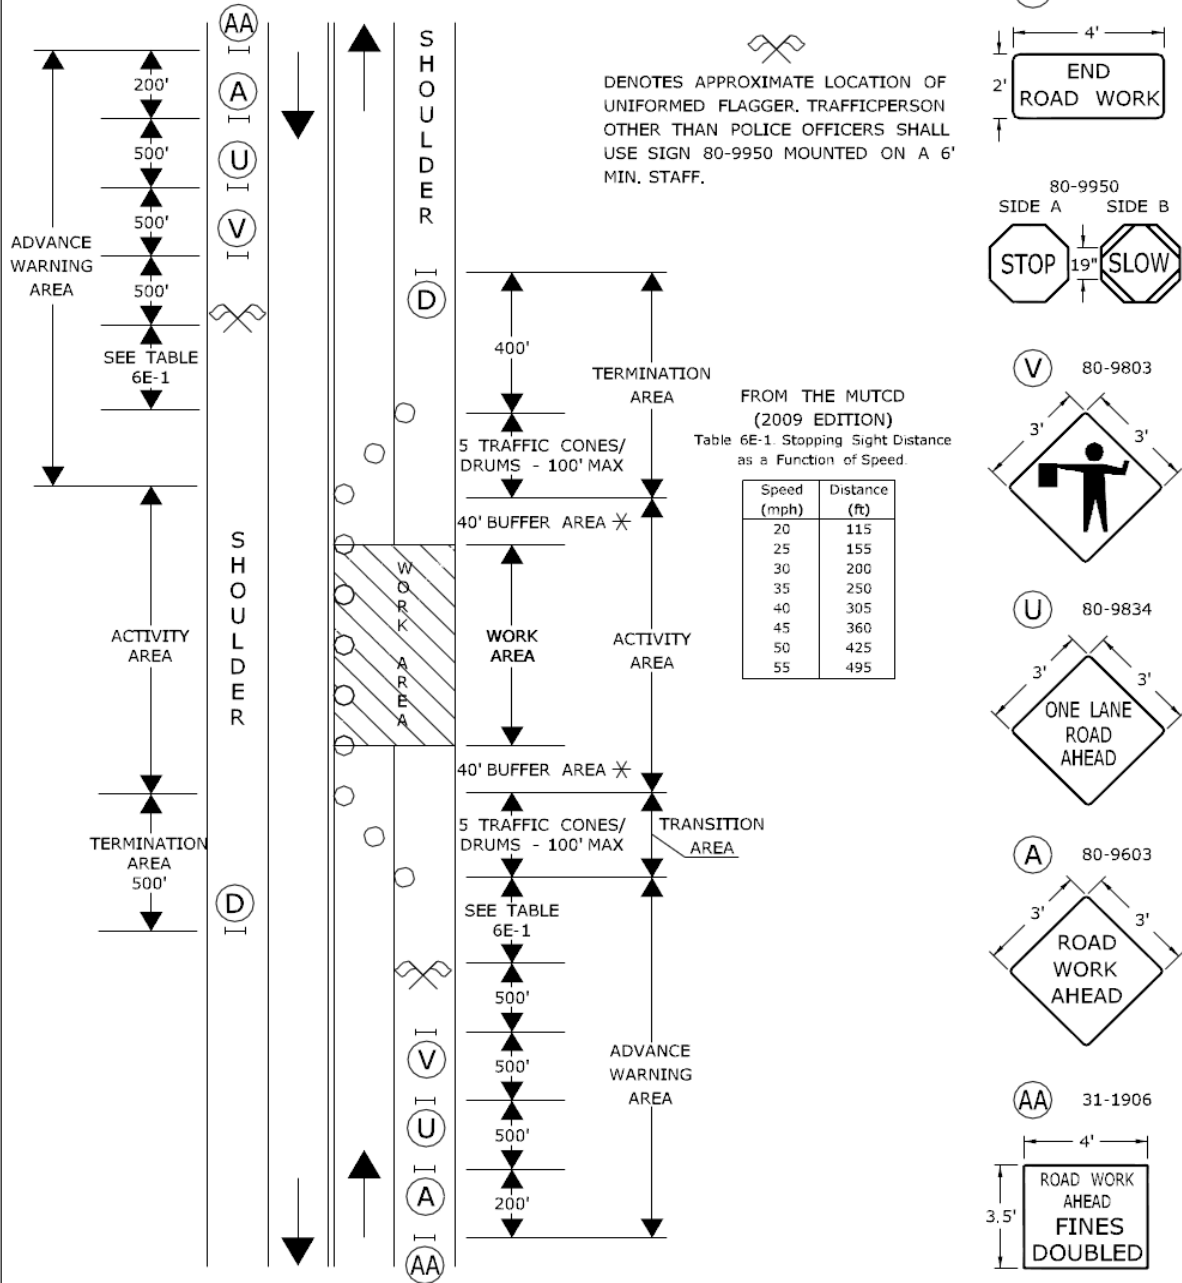 AA
200'
A
500'
U
500'
V
500'
ADVANCE
WARNING
AREA
SEE TABLE
6E-1
SHOULDER
ACTIVITY
AREA
TERMINATION
AREA
500'
D
SHOULDER
D
400'
TERMINATION
AREA
5 TRAFFIC CONES/
DRUMS - 100' MAX
40' BUFFER AREA *
WORK AREA
WORK
AREA
ACTIVITY
AREA
40' BUFFER AREA *
5 TRAFFIC CONES/
DRUMS - 100' MAX
TRANSITION
AREA
SEE TABLE
6E-1
500'
V
500'
U
500'
A
200'
AA
ADVANCE
WARNING
AREA
DENOTES APPROXIMATE LOCATION OF
UNIFORMED FLAGGER. TRAFFICPERSON
OTHER THAN POLICE OFFICERS SHALL
USE SIGN 80-9950 MOUNTED ON A 6'
MIN. STAFF.
FROM THE MUTCD
(2009 EDITION)
Table 6E-1. Stopping Sight Distance
as a Function of Speed.
Speed Distance
(mph) (ft)
20 115
25 155
30 200
35 250
40 305
45 360
50 425
55 495
4'
2'
END
ROAD WORK
80-9950
SIDE A SIDE B
STOP 19" SLOW
V 80-9803
3' 3'
U 80-9834
3' 3'
ONE LANE
ROAD
AHEAD
A 80-9603
3' 3'
ROAD
WORK
AHEAD
AA 31-1906
4'
3.5'
ROAD WORK
AHEAD
FINES
DOUBLED